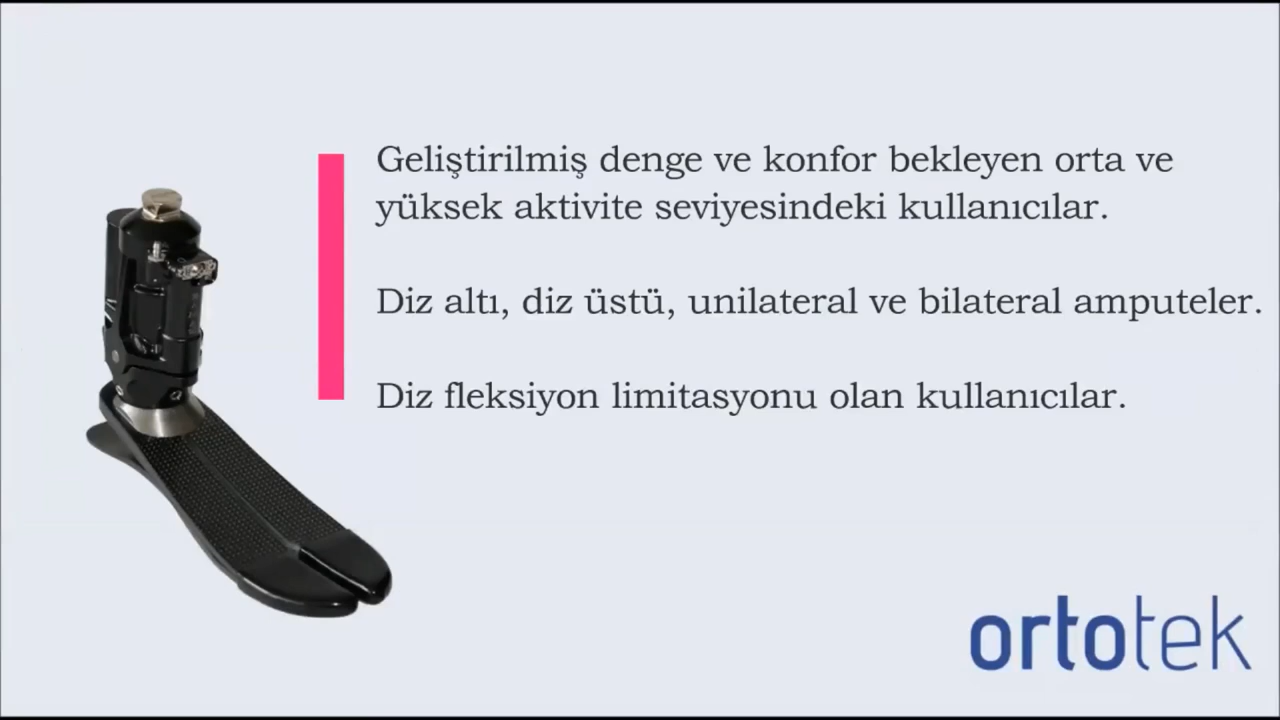 Geliştirilmiş denge ve konfor bekleyen orta ve
yüksek aktivite seviyesindeki kullanıcılar.
Diz altı, diz üstü, unilateral ve bilateral amputeler.
Diz fleksiyon limitasyonu olan kullanıcılar.
ortotek